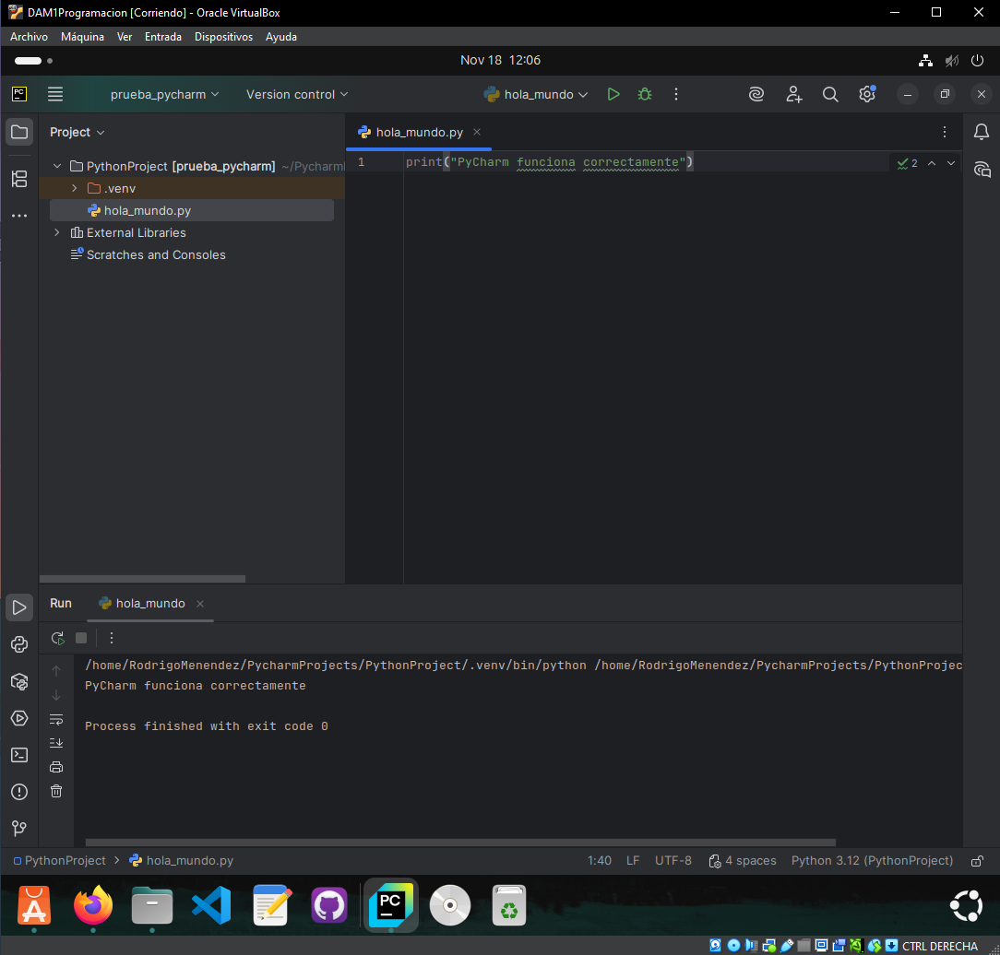 DAM1Programacion [Corriendo] - Oracle VirtualBox
Archivo Máquina Ver Entrada Dispositivos Ayuda
Nov 18 12:06
PC prueba_pycharm Version control hola_mundo
Project
hola_mundo.py
PythonProject [prueba_pycharm] ~/Pycharm
1 print("PyCharm funciona correctamente")
2
.venv
hola_mundo.py
External Libraries
Scratches and Consoles
Run hola_mundo
/home/RodrigoMenendez/PycharmProjects/PythonProject/.venv/bin/python /home/RodrigoMenendez/PycharmProjects/PythonProjec
PyCharm funciona correctamente
Process finished with exit code 0
PythonProject > hola_mundo.py 1:40 LF UTF-8 4 spaces Python 3.12 (PythonProject)
PC
CTRL DERECHA